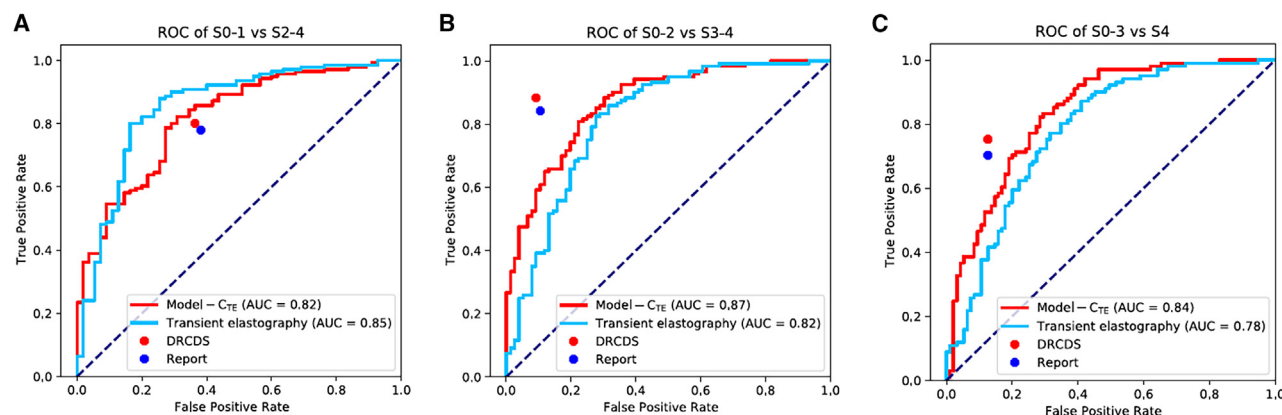 A
ROC of S0-1 vs S2-4
True Positive Rate
1.0
0.8
0.6
0.4
0.2
0.0
Model−CTE (AUC = 0.82)
Transient elastography (AUC = 0.85)
DRCDS
Report
0.0 0.2 0.4 0.6 0.8 1.0
False Positive Rate
B
ROC of S0-2 vs S3-4
True Positive Rate
1.0
0.8
0.6
0.4
0.2
0.0
Model−CTE (AUC = 0.87)
Transient elastography (AUC = 0.82)
DRCDS
Report
0.0 0.2 0.4 0.6 0.8 1.0
False Positive Rate
C
ROC of S0-3 vs S4
True Positive Rate
1.0
0.8
0.6
0.4
0.2
0.0
Model−CTE (AUC = 0.84)
Transient elastography (AUC = 0.78)
DRCDS
Report
0.0 0.2 0.4 0.6 0.8 1.0
False Positive Rate